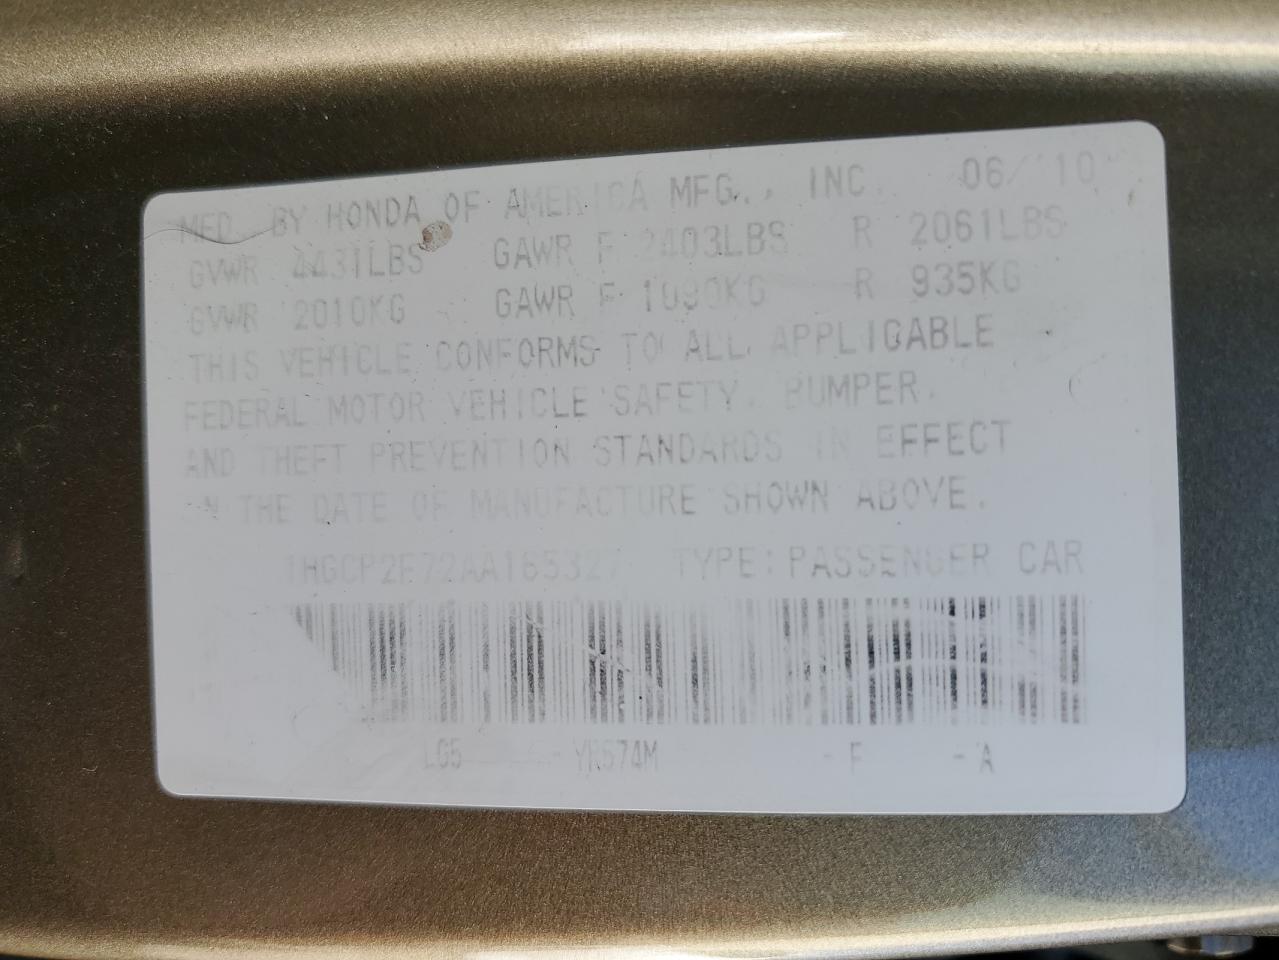 MFD. BY HONDA OF AMERICA MFG., INC. 06/'10
GVWR 4431LBS GAWR F 2403LBS R 2061LBS
GVWR 2010KG GAWR F 1090KG R 935KG
THIS VEHICLE CONFORMS TO ALL APPLICABLE
FEDERAL MOTOR VEHICLE SAFETY, BUMPER,
AND THEFT PREVENTION STANDARDS IN EFFECT
ON THE DATE OF MANUFACTURE SHOWN ABOVE.
1HGCP2F72AA165327 TYPE:PASSENGER CAR
LG5 - YR574M - F - A